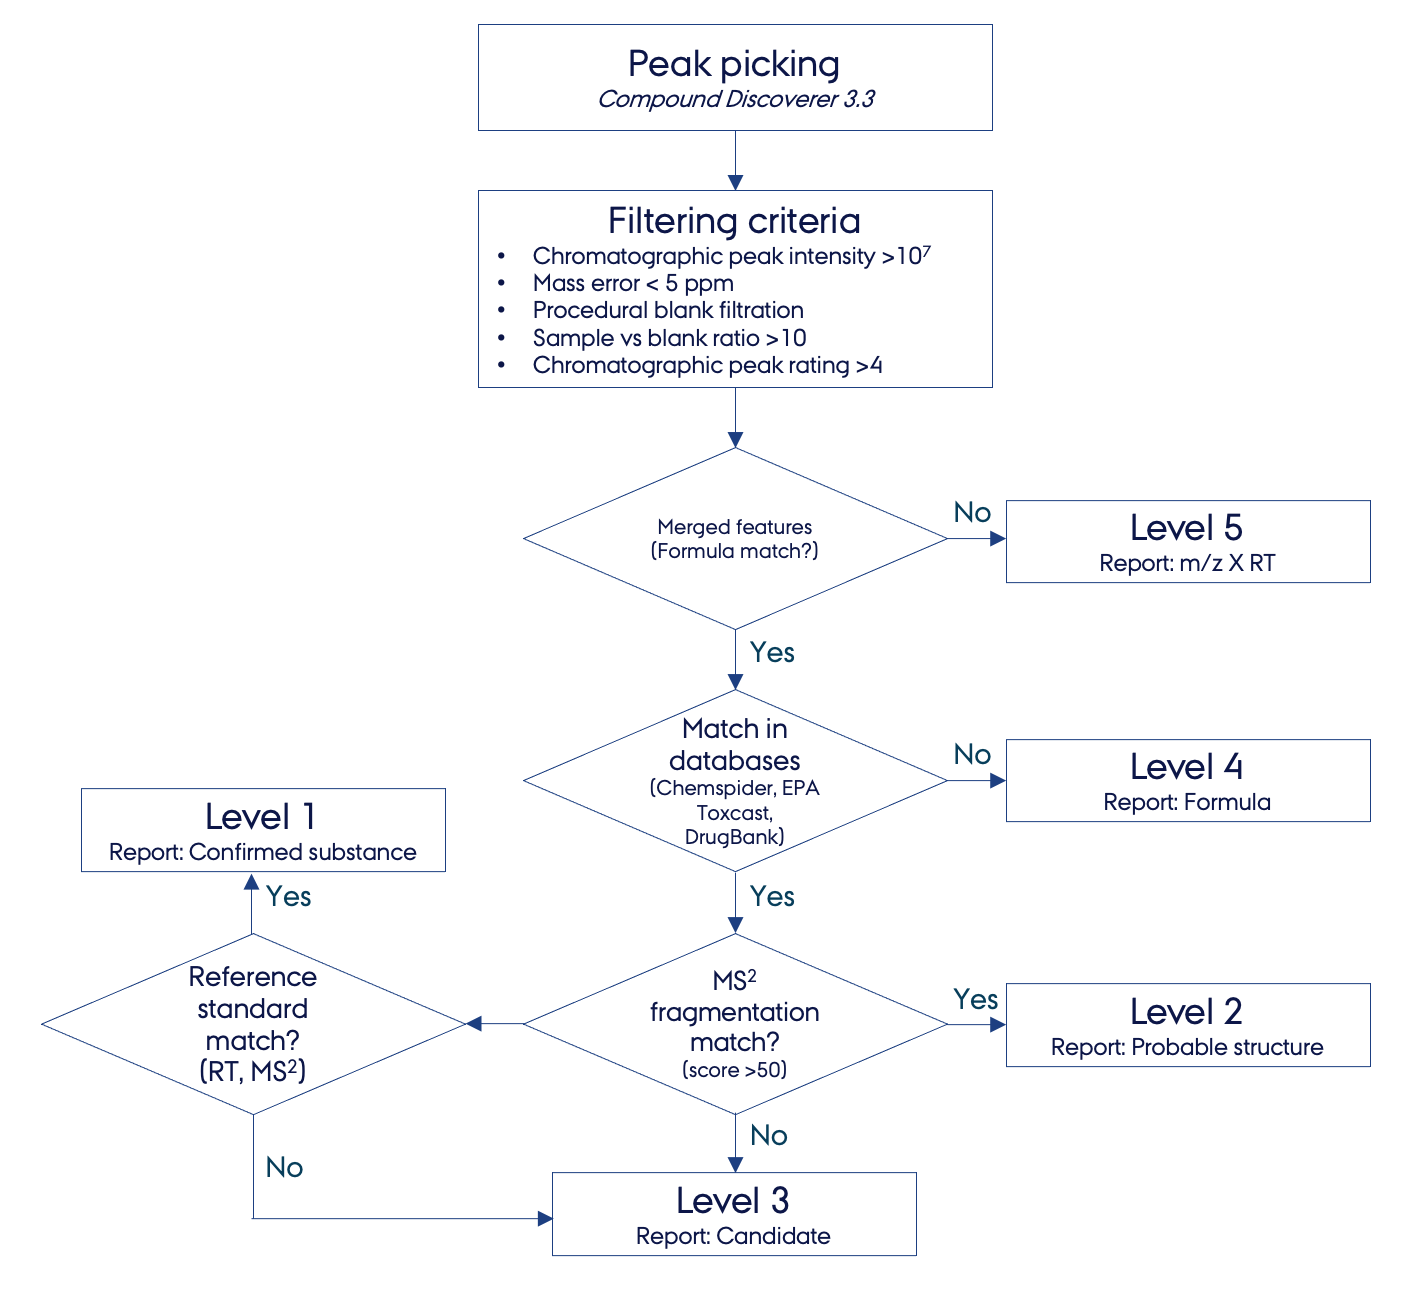 Peak picking
Compound Discoverer 3.3
Filtering criteria
• Chromatographic peak intensity >10⁷
• Mass error < 5 ppm
• Procedural blank filtration
• Sample vs blank ratio >10
• Chromatographic peak rating >4
Merged features
(Formula match?)
No
Level 5
Report: m/z X RT
Yes
Match in
databases
(Chemspider, EPA
Toxcast,
DrugBank)
No
Level 4
Report: Formula
Level 1
Report: Confirmed substance
Yes
Yes
Reference
standard
match?
(RT, MS²)
MS²
fragmentation
match?
(score >50)
Yes
Level 2
Report: Probable structure
No
No
Level 3
Report: Candidate